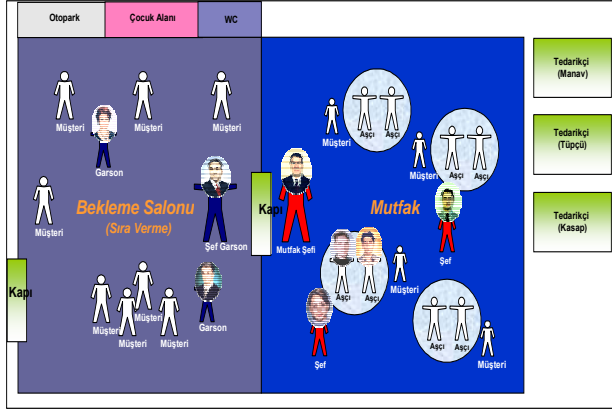 Otopark
Çocuk Alanı
WC
Tedarikçi
(Manav)
Müşteri
Müşteri
Müşteri
Garson
Müşteri
Aşçı
Aşçı
Tedarikçi
(Tüpçü)
Müşteri
Aşçı
Aşçı
Müşteri
Bekleme Salonu
(Sıra Verme)
Şef Garson
Kapı
Mutfak Şefi
Mutfak
Şef
Tedarikçi
(Kasap)
Kapı
Müşteri
Müşteri
Müşteri
Müşteri
Garson
Aşçı
Aşçı
Müşteri
Şef
Aşçı
Aşçı
Müşteri